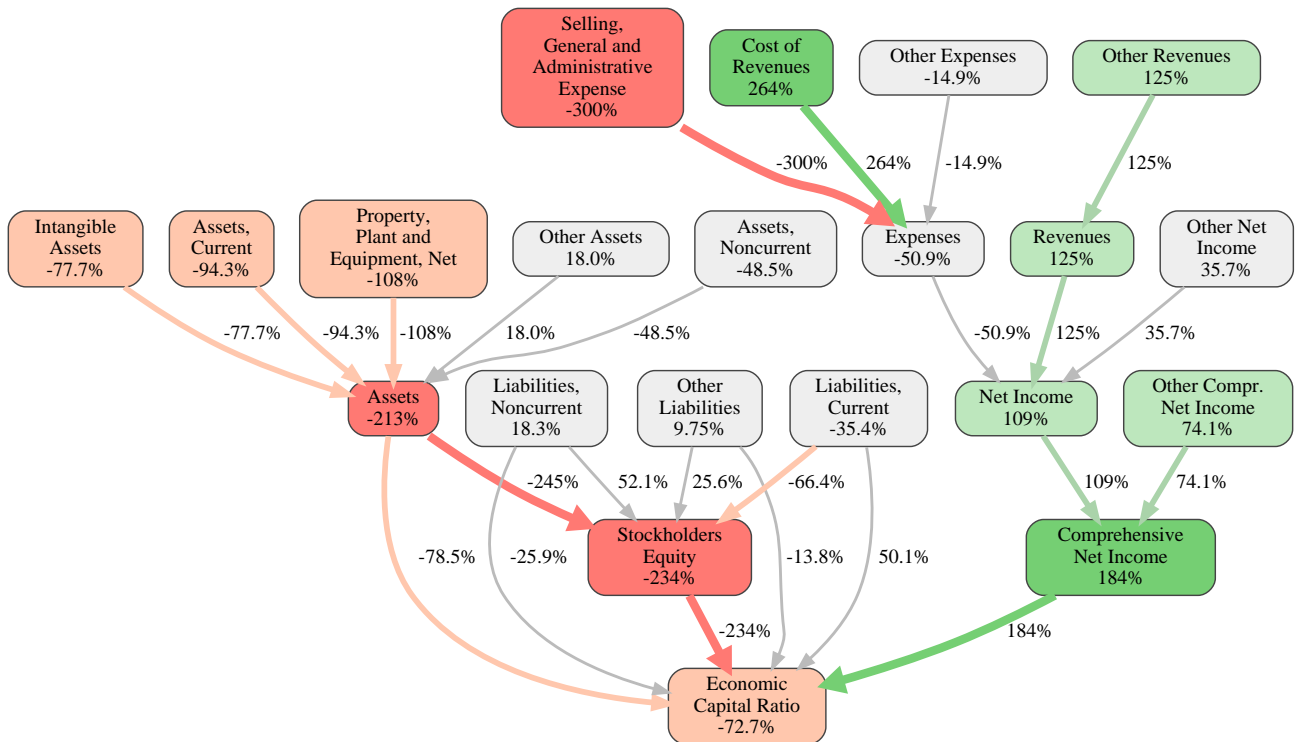 Selling,
General and
Administrative
Expense
-300%
Cost of
Revenues
264%
Other Expenses
-14.9%
Other Revenues
125%
-300%
264%
-14.9%
125%
Intangible
Assets
-77.7%
Assets,
Current
-94.3%
Property,
Plant and
Equipment, Net
-108%
Other Assets
18.0%
Assets,
Noncurrent
-48.5%
Expenses
-50.9%
Revenues
125%
Other Net
Income
35.7%
-77.7%
-94.3%
-108%
18.0%
-48.5%
-50.9%
125%
35.7%
Assets
-213%
Liabilities,
Noncurrent
18.3%
Other
Liabilities
9.75%
Liabilities,
Current
-35.4%
Net Income
109%
Other Compr.
Net Income
74.1%
-245%
52.1%
25.6%
-66.4%
109%
74.1%
Stockholders
Equity
-234%
Comprehensive
Net Income
184%
-78.5%
-25.9%
-13.8%
50.1%
-234%
184%
Economic
Capital Ratio
-72.7%